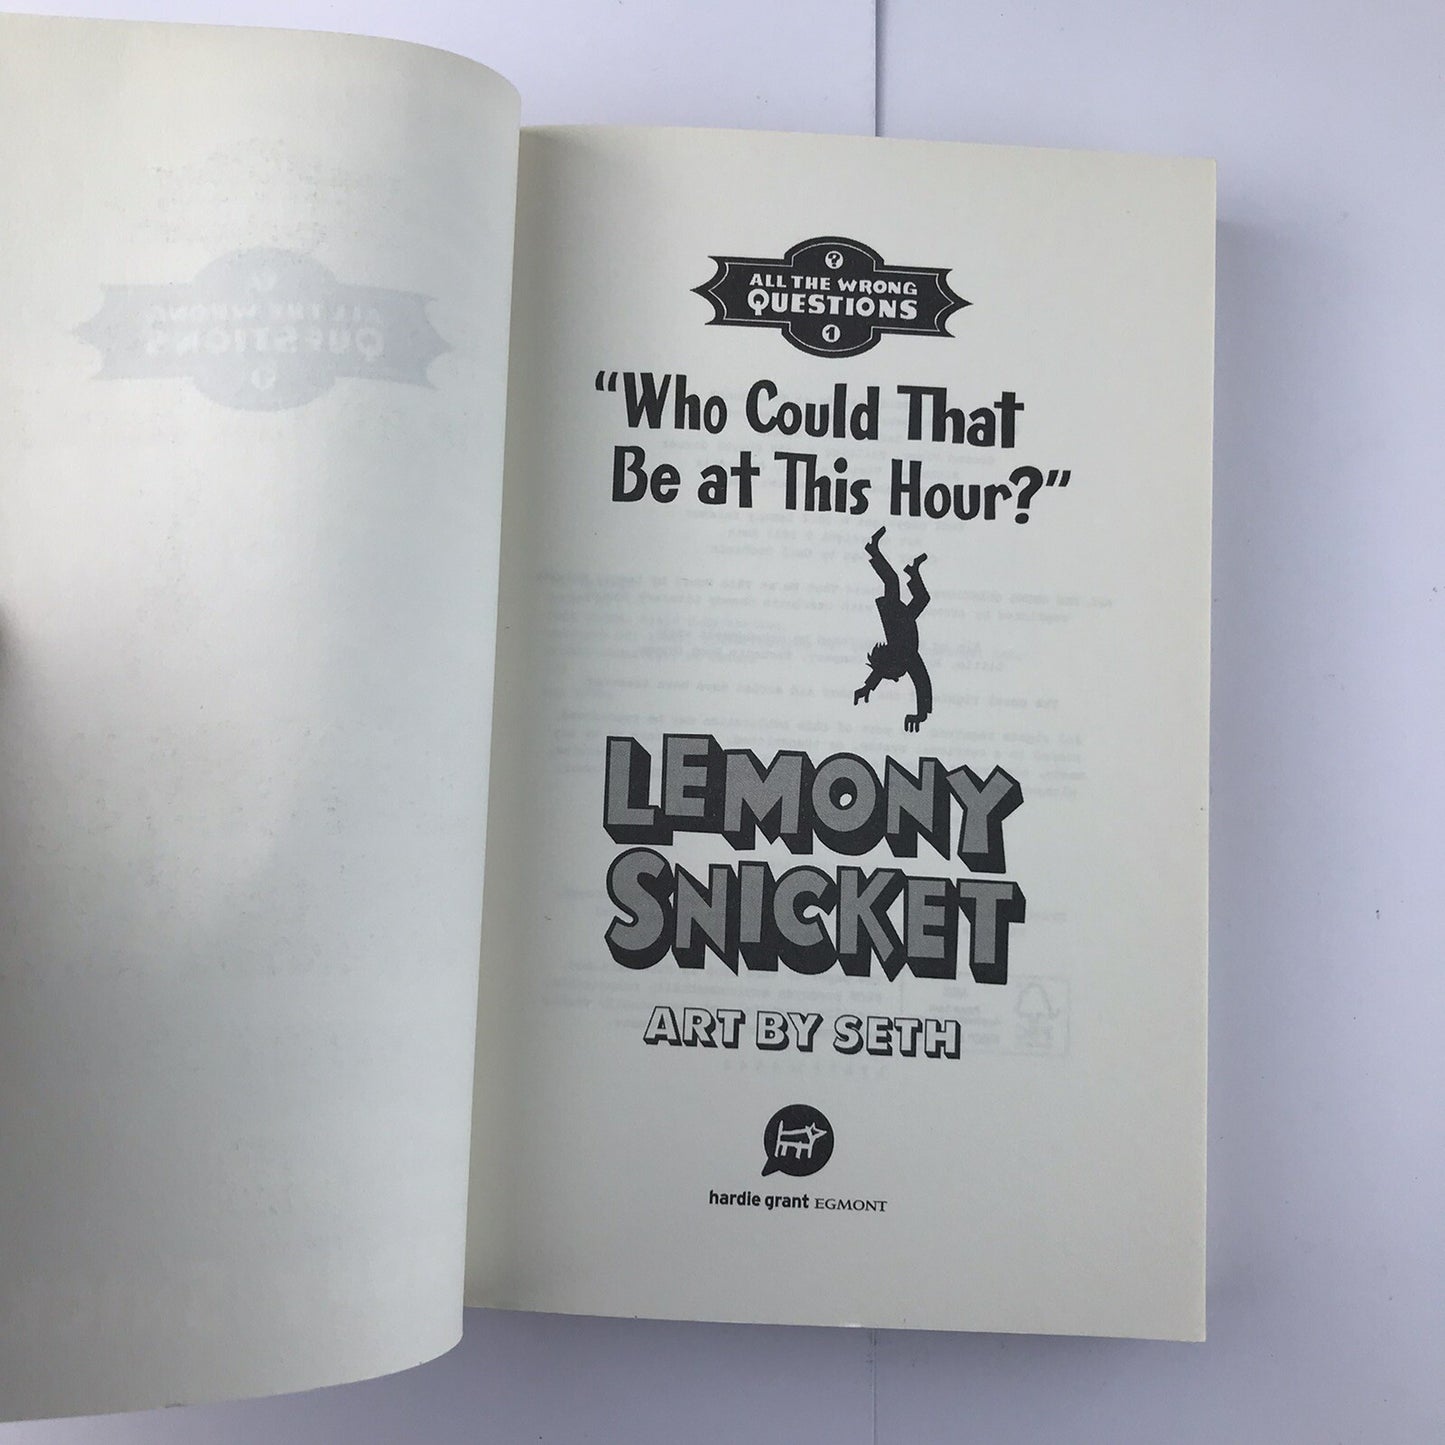 ?
ALL THE WRONG
QUESTIONS
1
“Who Could That
Be at This Hour?”
LEMONY
SNICKET
ART BY SETH
hardie grant EGMONT